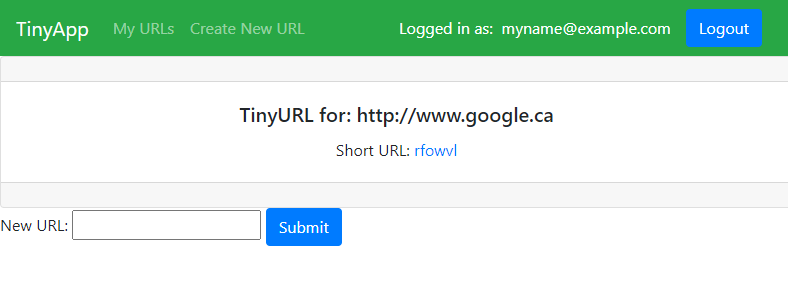 TinyApp My URLs Create New URL Logged in as: myname@example.com Logout
TinyURL for: http://www.google.ca
Short URL: rfowvl
New URL: Submit